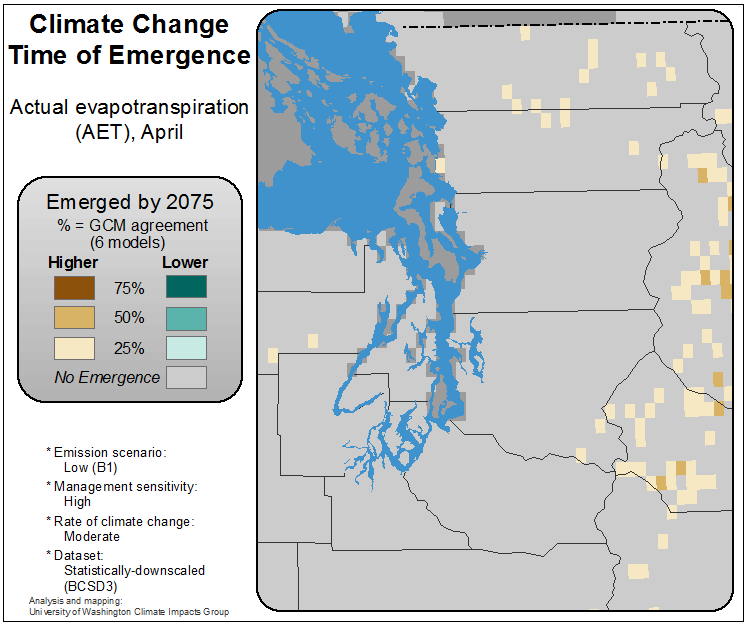 Climate Change
Time of Emergence
Actual evapotranspiration
(AET), April
Emerged by 2075
% = GCM agreement
(6 models)
Higher Lower
75%
50%
25%
No Emergence
* Emission scenario:
Low (B1)
* Management sensitivity:
High
* Rate of climate change:
Moderate
* Dataset:
Statistically-downscaled
(BCSD3)
Analysis and mapping:
University of Washington Climate Impacts Group